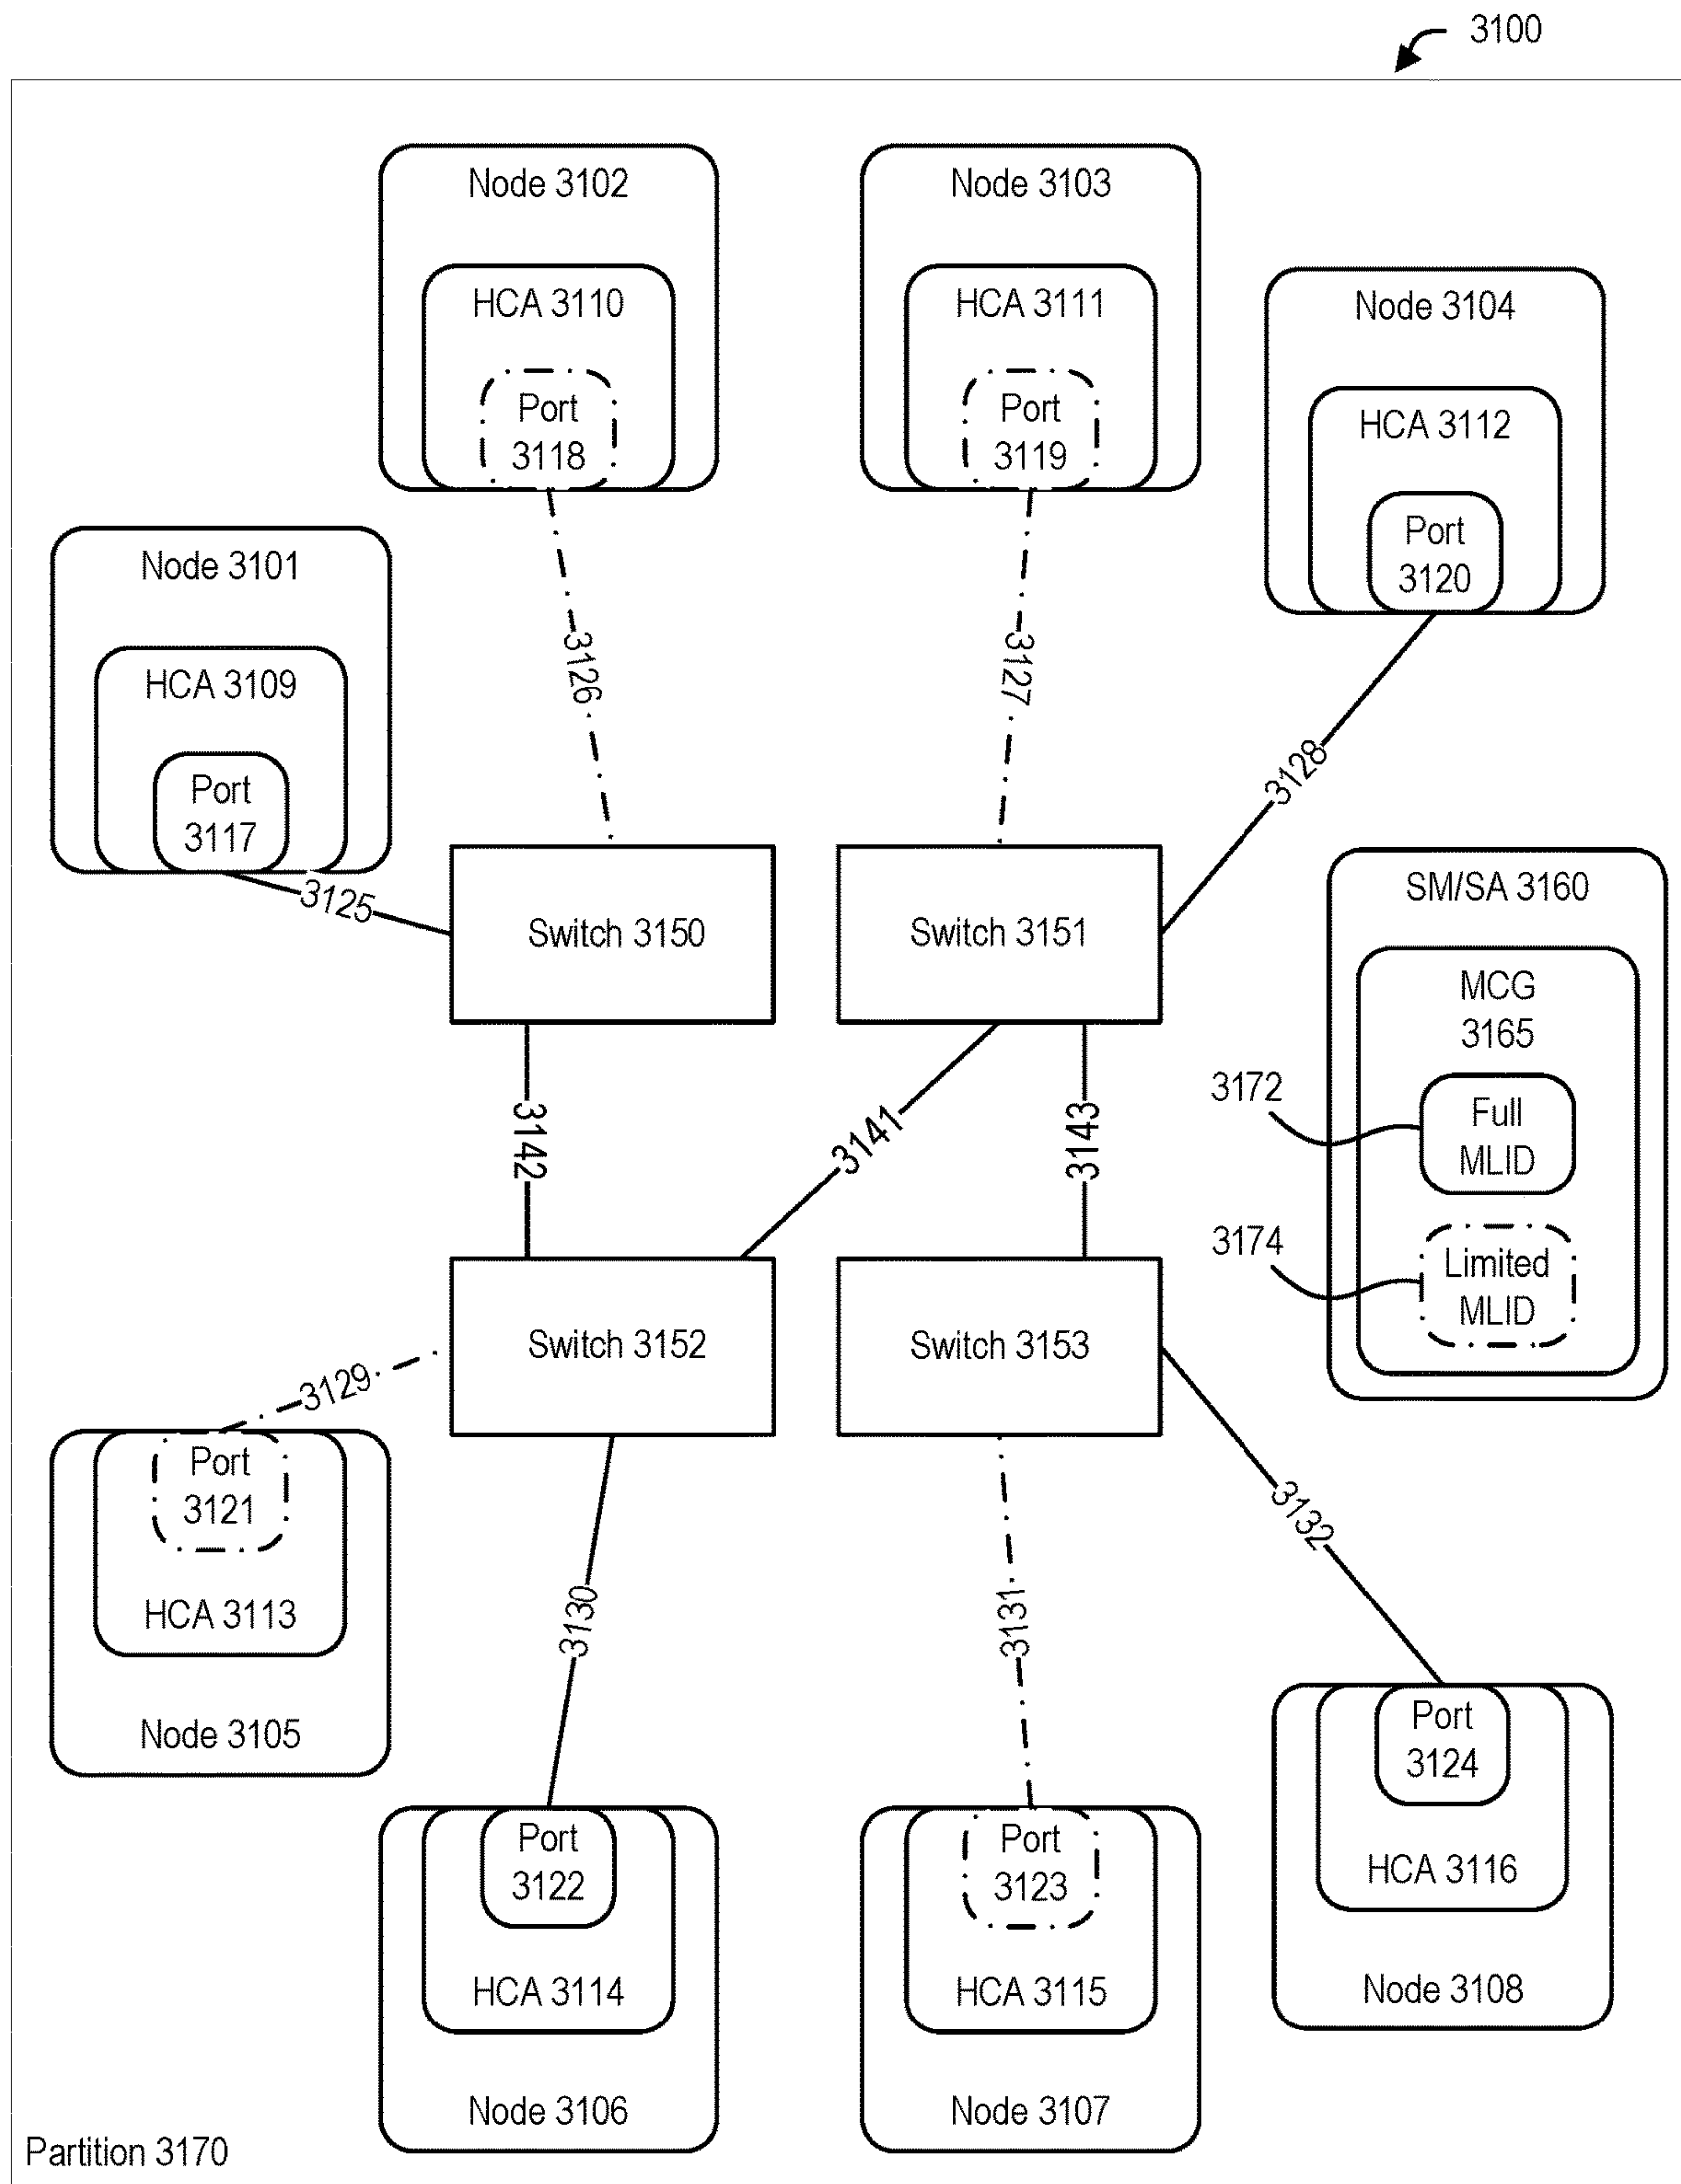 3100
Node 3102
HCA 3110
Port
3118
Node 3103
HCA 3111
Port
3119
Node 3104
HCA 3112
Port
3120
Node 3101
HCA 3109
Port
3117
3126
3127
3128
3125
Switch 3150
Switch 3151
SM/SA 3160
MCG
3165
3172
Full
MLID
3174
Limited
MLID
3142
3141
3143
Switch 3152
Switch 3153
3129
3130
3131
3132
Port
3121
HCA 3113
Node 3105
Port
3122
HCA 3114
Node 3106
Port
3123
HCA 3115
Node 3107
Port
3124
HCA 3116
Node 3108
Partition 3170